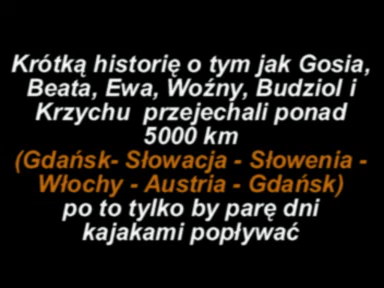 Krótką historię o tym jak Gosia,
Beata, Ewa, Woźny, Budziol i
Krzychu przejechali ponad
5000 km
(Gdańsk- Słowacja - Słowenia -
Włochy - Austria - Gdańsk)
po to tylko by parę dni
kajakami popływać